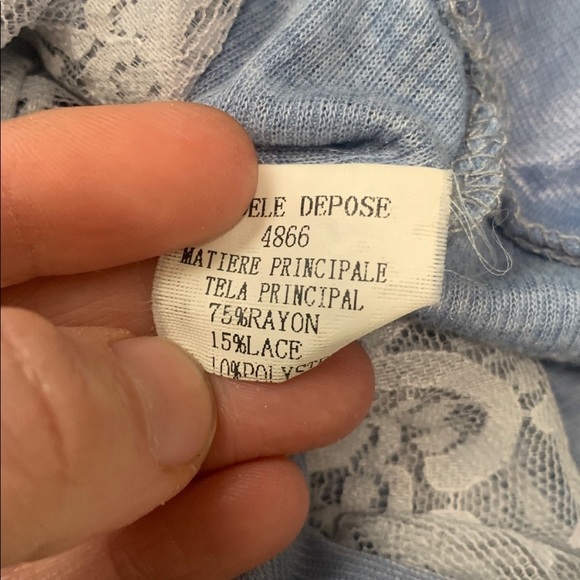 DEPOSE
4866
MATIERE PRINCIPALE
TELA PRINCIPAL
75%RAYON
15%LACE
10%